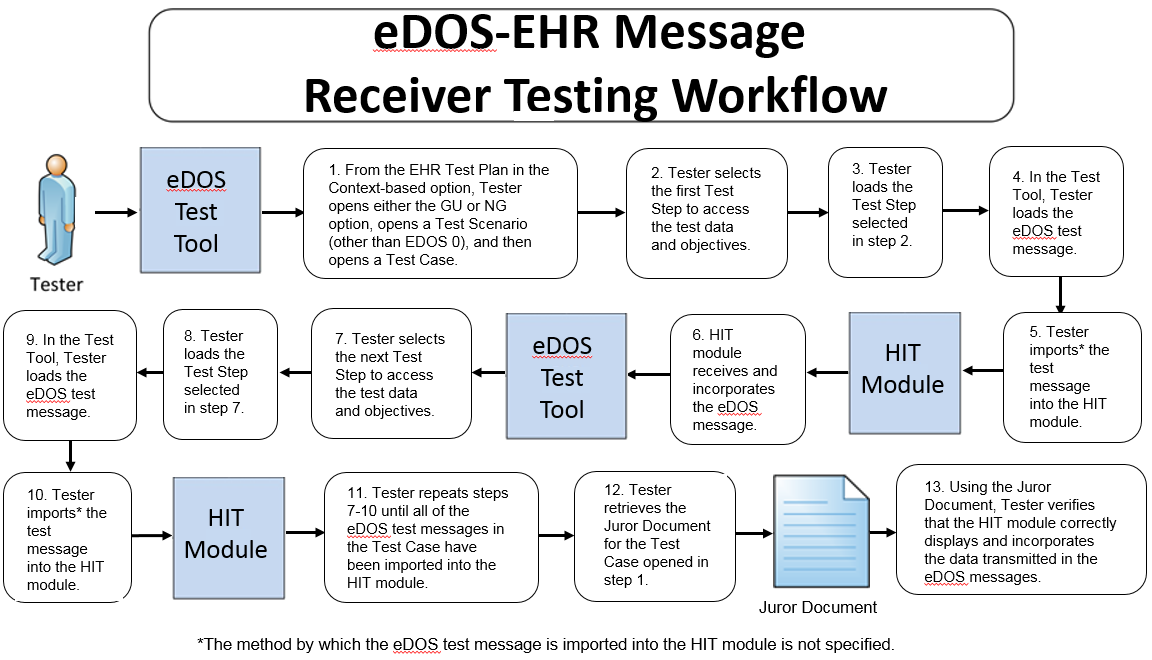 eDOS-EHR Message
Receiver Testing Workflow
Tester
eDOS
Test
Tool
1. From the EHR Test Plan in the
Context-based option, Tester
opens either the GU or NG
option, opens a Test Scenario
(other than EDOS 0), and then
opens a Test Case.
2. Tester selects
the first Test
Step to access
the test data
and objectives.
3. Tester
loads the
Test Step
selected
in step 2.
4. In the Test
Tool, Tester
loads the
eDOS test
message.
5. Tester
imports* the
test
message
into the HIT
module.
HIT
Module
6. HIT
module
receives and
incorporates
the eDOS
message.
eDOS
Test
Tool
7. Tester selects
the next Test
Step to access
the test data
and objectives.
8. Tester
loads the
Test Step
selected
in step 7.
9. In the Test
Tool, Tester
loads the
eDOS test
message.
10. Tester
imports* the
test
message
into the HIT
module.
HIT
Module
11. Tester repeats steps
7-10 until all of the
eDOS test messages in
the Test Case have
been imported into the
HIT module.
12. Tester
retrieves the
Juror Document
for the Test
Case opened in
step 1.
Juror Document
13. Using the Juror
Document, Tester verifies
that the HIT module correctly
displays and incorporates
the data transmitted in the
eDOS messages.
*The method by which the eDOS test message is imported into the HIT module is not specified.